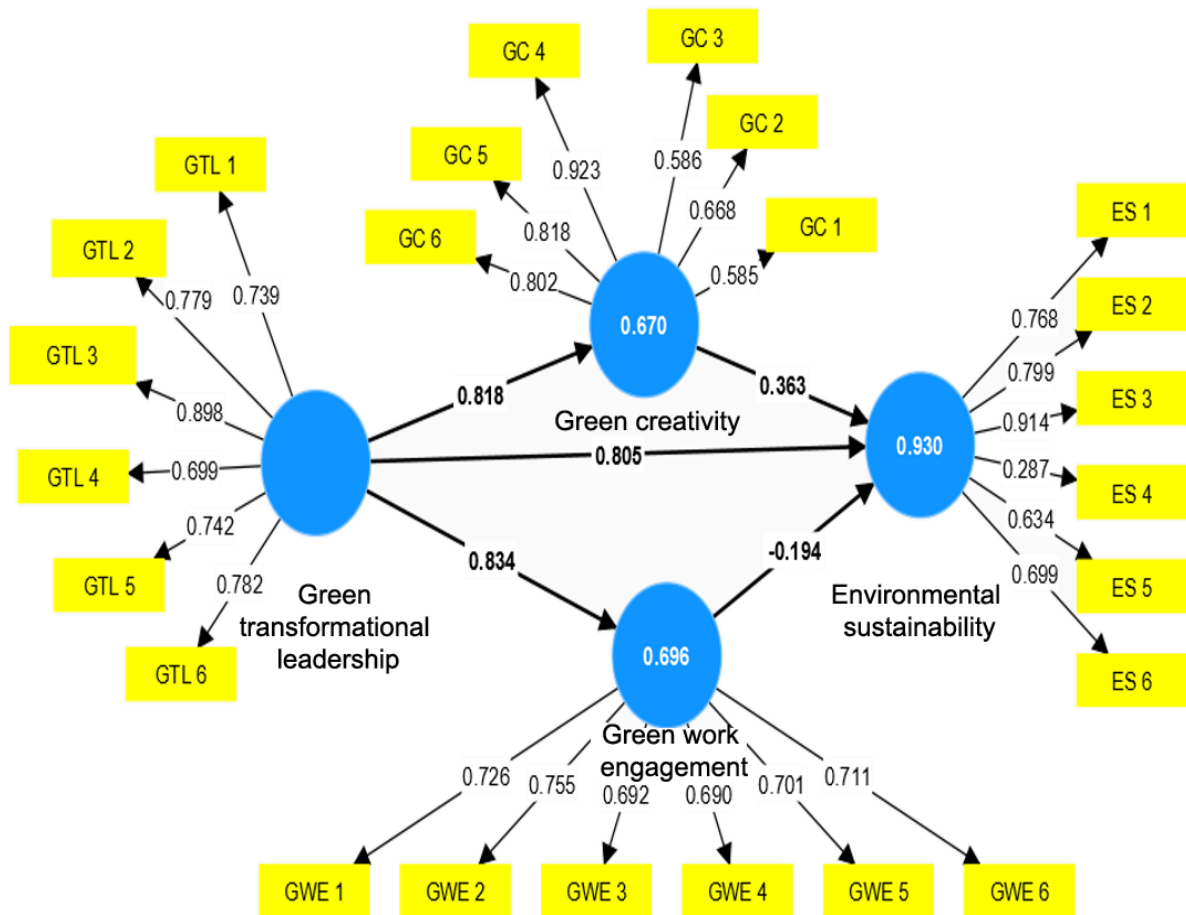 GC 3
GC 4
GC 2
GTL 1
GC 5
0.923
0.586
GC 1
ES 1
GTL 2
GC 6
0.818
0.668
0.802
0.585
0.779
0.739
ES 2
0.768
0.670
GTL 3
0.799
ES 3
0.898
0.818
0.363
0.914
Green creativity
0.805
0.930
GTL 4
0.699
0.287
ES 4
0.742
0.634
0.834
-0.194
0.699
GTL 5
0.782
ES 5
Green
transformational
leadership
Environmental
sustainability
GTL 6
0.696
ES 6
Green work
engagement
0.726
0.755
0.692
0.690
0.701
0.711
GWE 1
GWE 2
GWE 3
GWE 4
GWE 5
GWE 6